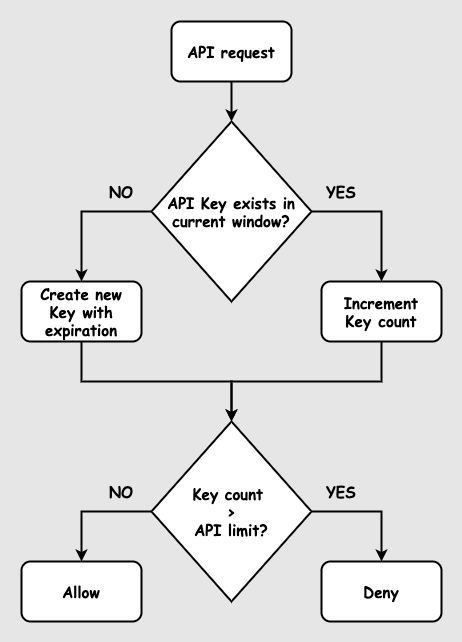 API request
NO
YES
API Key exists in
current window?
Create new
Key with
expiration
Increment
Key count
NO
YES
Key count
>
API limit?
Allow
Deny